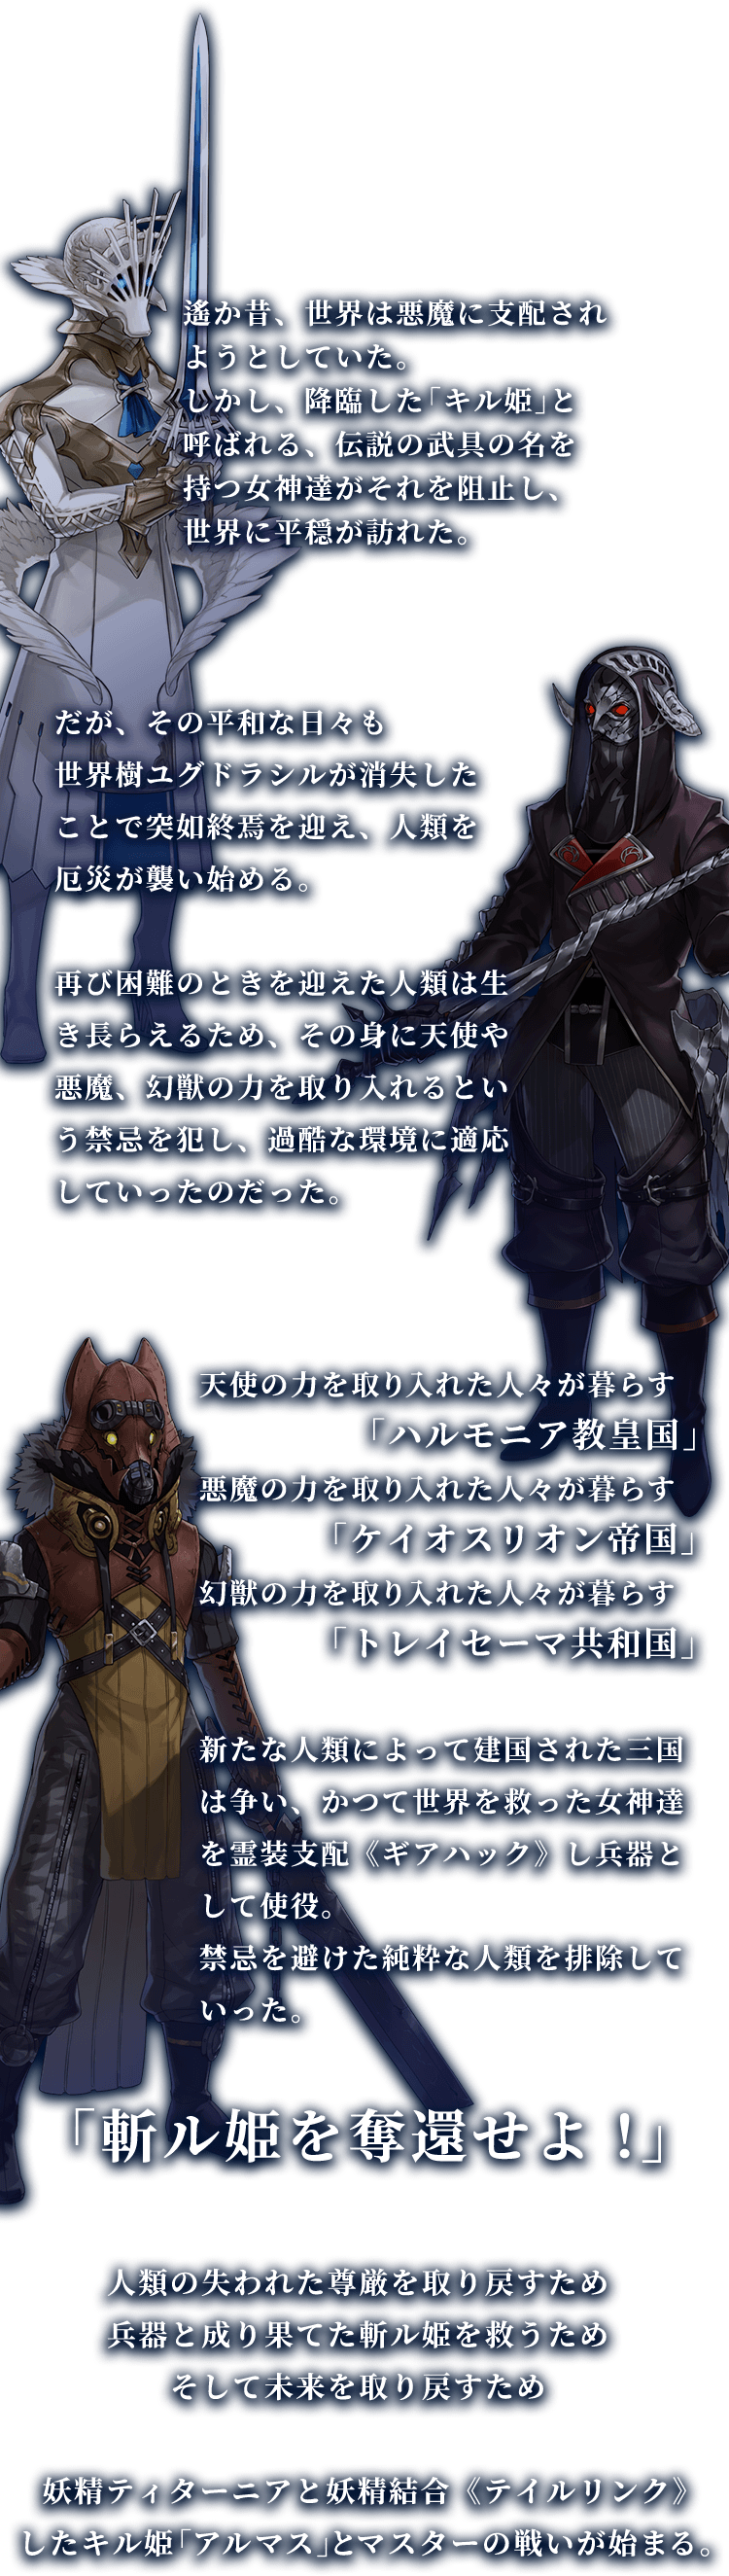 遙か昔、世界は悪魔に支配され
ようとしていた。
しかし、降臨した「キル姫」と
呼ばれる、伝説の武具の名を
持つ女神達がそれを阻止し、
世界に平穏が訪れた。
だが、その平和な日々も
世界樹ユグドラシルが消失した
ことで突如終焉を迎え、人類を
厄災が襲い始める。
再び困難のときを迎えた人類は生
き長らえるため、その身に天使や
悪魔、幻獣の力を取り入れるとい
う禁忌を犯し、過酷な環境に適応
していったのだった。
天使の力を取り入れた人々が暮らす
「ハルモニア教皇国」
悪魔の力を取り入れた人々が暮らす
「ケイオスリオン帝国」
幻獣の力を取り入れた人々が暮らす
「トレイセーマ共和国」
新たな人類によって建国された三国
は争い、かつて世界を救った女神達
を霊装支配《ギアハック》し兵器と
して使役。
禁忌を避けた純粋な人類を排除して
いった。
「斬ル姫を奪還せよ！」
人類の失われた尊厳を取り戻すため
兵器と成り果てた斬ル姫を救うため
そして未来を取り戻すため
妖精ティターニアと妖精結合《テイルリンク》
したキル姫「アルマス」とマスターの戦いが始まる。